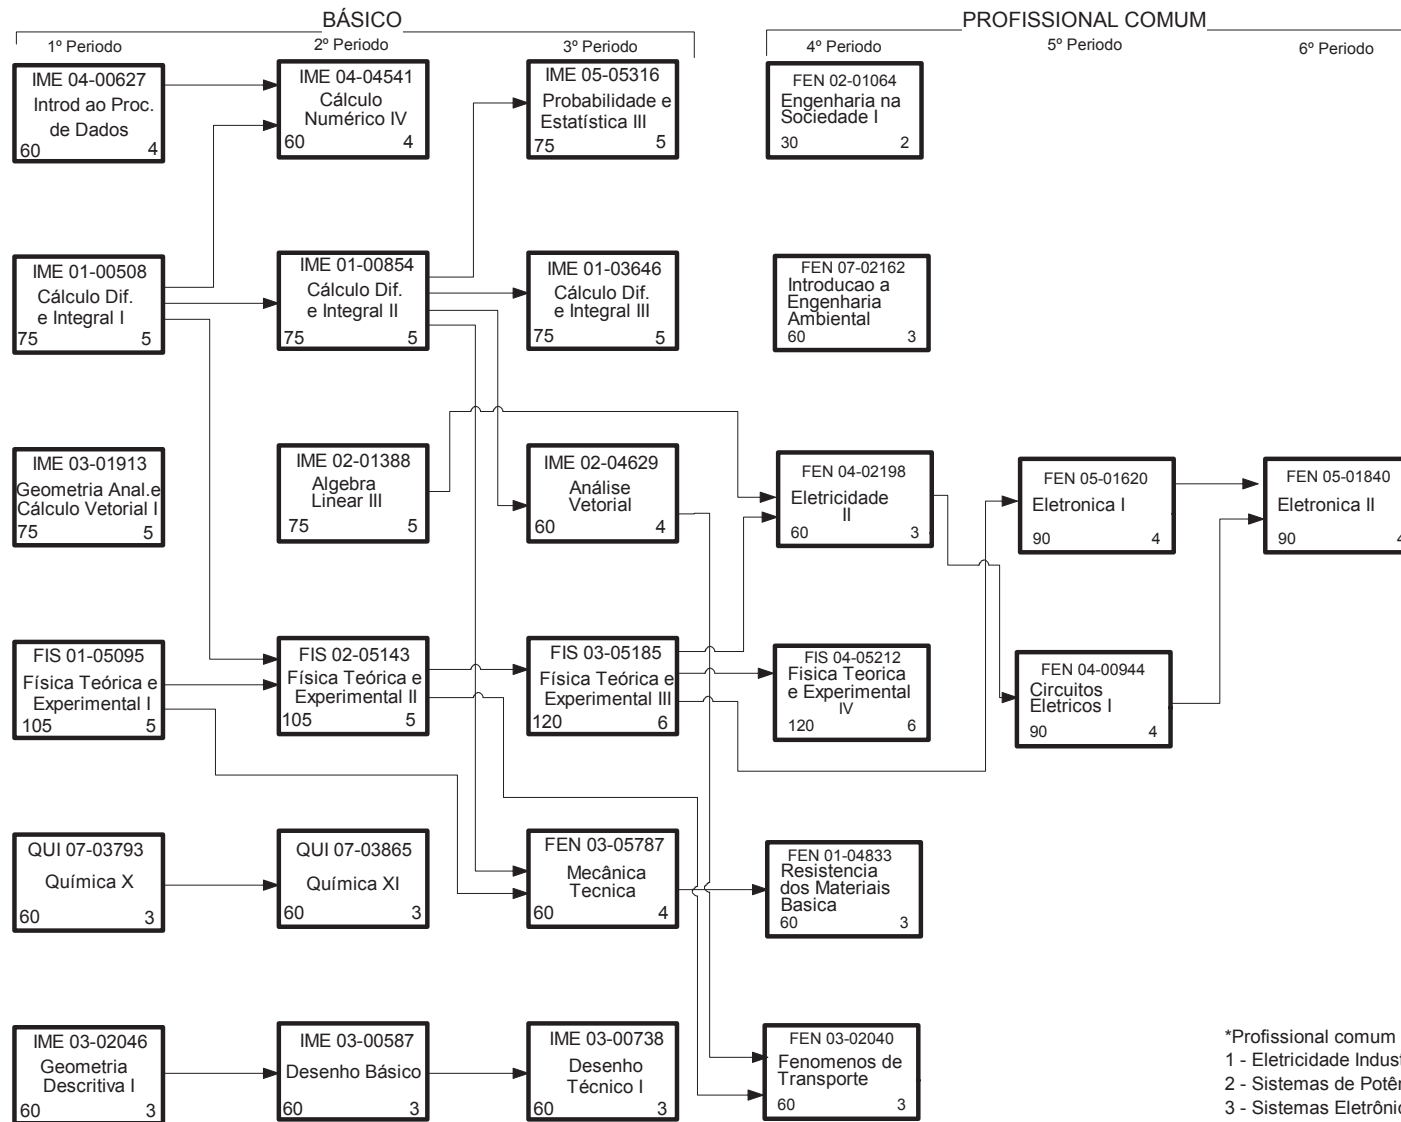 BÁSICO
PROFISSIONAL COMUM
1º Periodo
2º Periodo
3º Periodo
4º Periodo
5º Periodo
6º Periodo
IME 04-00627
Introd ao Proc.
de Dados
60 4
IME 04-04541
Cálculo
Numérico IV
60 4
IME 05-05316
Probabilidade e
Estatística III
75 5
FEN 02-01064
Engenharia na
Sociedade I
30 2
IME 01-00508
Cálculo Dif.
e Integral I
75 5
IME 01-00854
Cálculo Dif.
e Integral II
75 5
IME 01-03646
Cálculo Dif.
e Integral III
75 5
FEN 07-02162
Introducao a
Engenharia
Ambiental
60 3
IME 03-01913
Geometria Anal.e
Cálculo Vetorial I
75 5
IME 02-01388
Algebra
Linear III
75 5
IME 02-04629
Análise
Vetorial
60 4
FEN 04-02198
Eletricidade
II
60 3
FEN 05-01620
Eletronica I
90 4
FEN 05-01840
Eletronica II
90 4
FIS 01-05095
Física Teórica e
Experimental I
105 5
FIS 02-05143
Física Teórica e
Experimental II
105 5
FIS 03-05185
Física Teórica e
Experimental III
120 6
FIS 04-05212
Fisica Teorica
e Experimental
IV
120 6
FEN 04-00944
Circuitos
Eletricos I
90 4
QUI 07-03793
Química X
60 3
QUI 07-03865
Química XI
60 3
FEN 03-05787
Mecânica
Tecnica
60 4
FEN 01-04833
Resistencia
dos Materiais
Basica
60 3
IME 03-02046
Geometria
Descritiva I
60 3
IME 03-00587
Desenho Básico
60 3
IME 03-00738
Desenho
Técnico I
60 3
FEN 03-02040
Fenomenos de
Transporte
60 3
*Profissional comum
1 - Eletricidade Indust
2 - Sistemas de Potên
3 - Sistemas Eletrônic